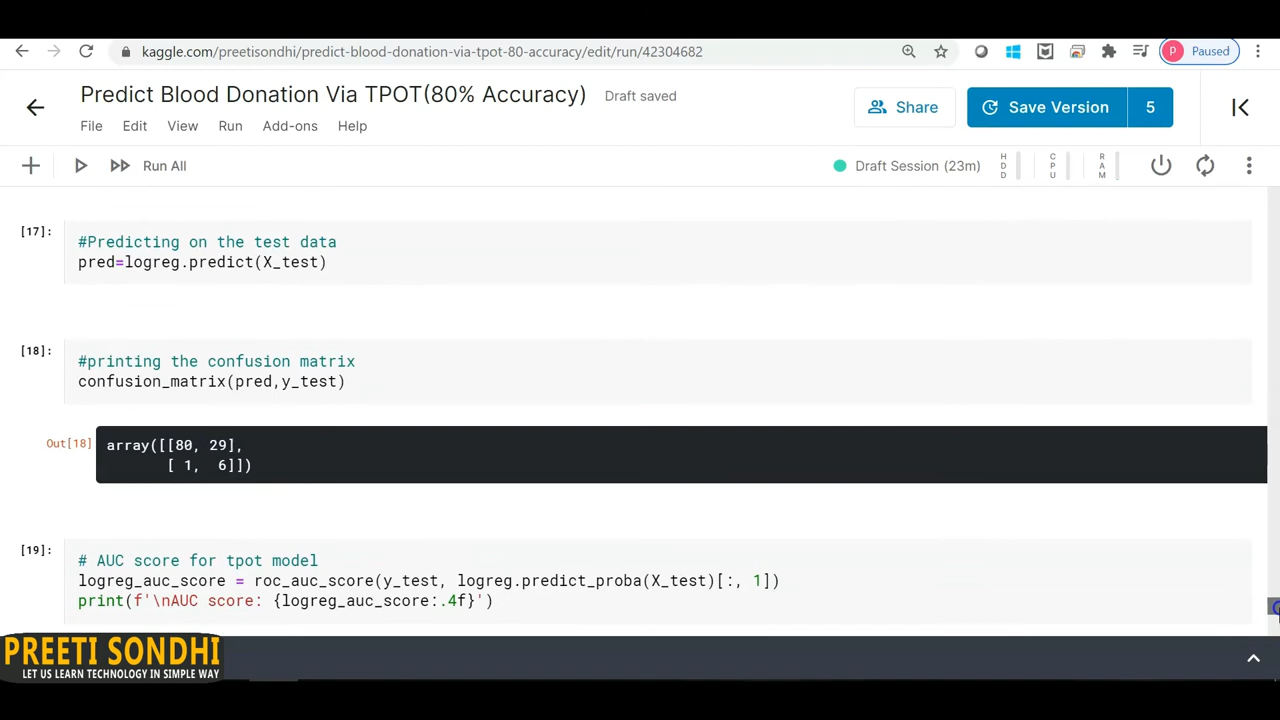 kaggle.com/preetisondhi/predict-blood-donation-via-tpot-80-accuracy/edit/run/42304682
P Paused
Predict Blood Donation Via TPOT(80% Accuracy) Draft saved
Share
Save Version 5
File Edit View Run Add-ons Help
Run All
Draft Session (23m)
HDD
CPU
RAM
[17]:
#Predicting on the test data
pred=logreg.predict(X_test)
[18]:
#printing the confusion matrix
confusion_matrix(pred,y_test)
Out[18]
array([[80, 29],
[ 1, 6]])
[19]:
# AUC score for tpot model
logreg_auc_score = roc_auc_score(y_test, logreg.predict_proba(X_test)[:, 1])
print(f'\nAUC score: {logreg_auc_score:.4f}')
PREETI SONDHI
LET US LEARN TECHNOLOGY IN SIMPLE WAY